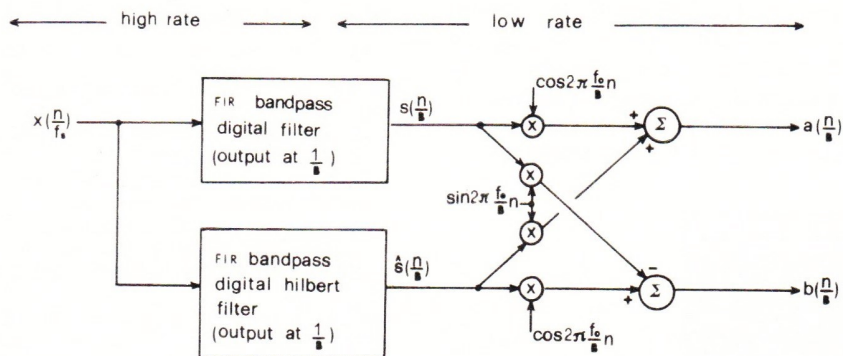 high rate
low rate
x(n/fs)
FIR bandpass
digital filter
(output at 1/B)
s(n/B)
cos2π f₀/B n
+
+
Σ
a(n/B)
x
x
sin2π f₀/B n
x
FIR bandpass
digital hilbert
filter
(output at 1/B)
ŝ(n/B)
x
cos2π f₀/B n
−
+
Σ
b(n/B)